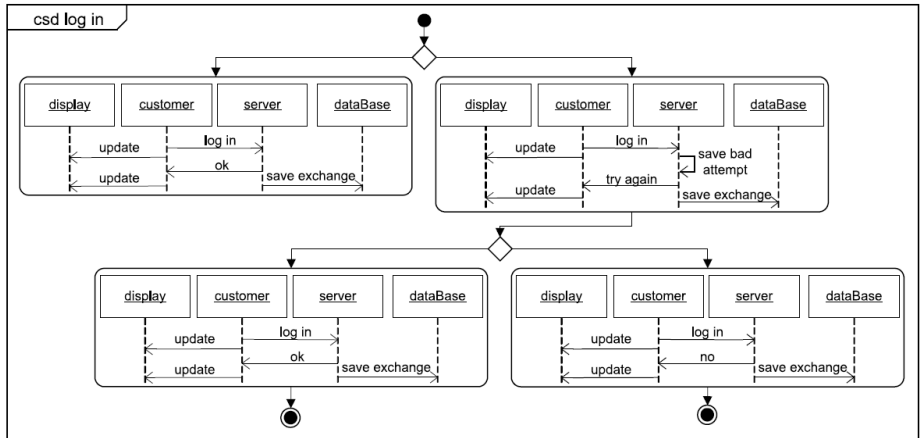 csd log in
display customer server dataBase
log in
update
ok
update
save exchange
display customer server dataBase
log in
update
save bad
attempt
try again
update
save exchange
display customer server dataBase
log in
update
ok
update
save exchange
display customer server dataBase
log in
update
no
update
save exchange